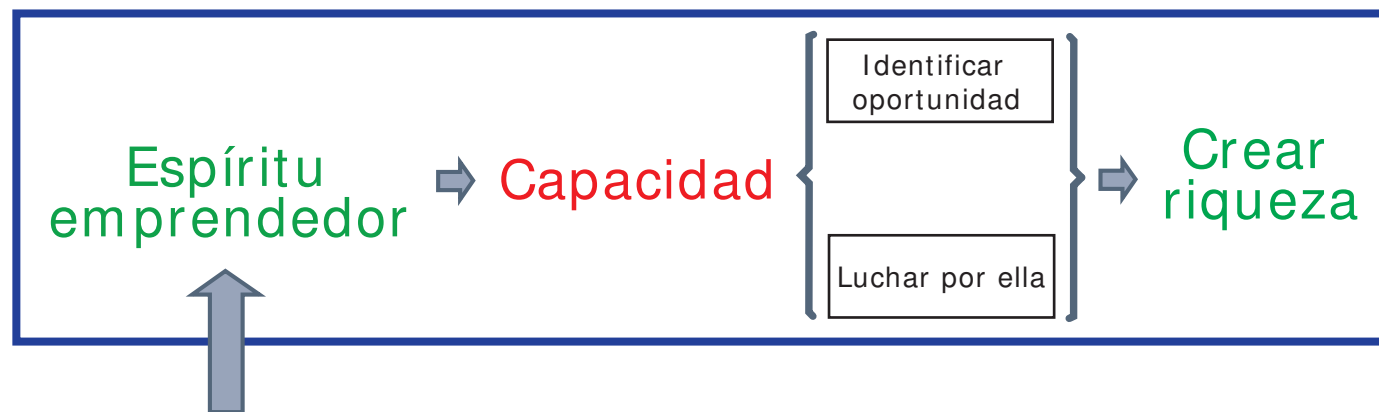 Espíritu
emprendedor
Capacidad
Identificar
oportunidad
Luchar por ella
Crear
riqueza